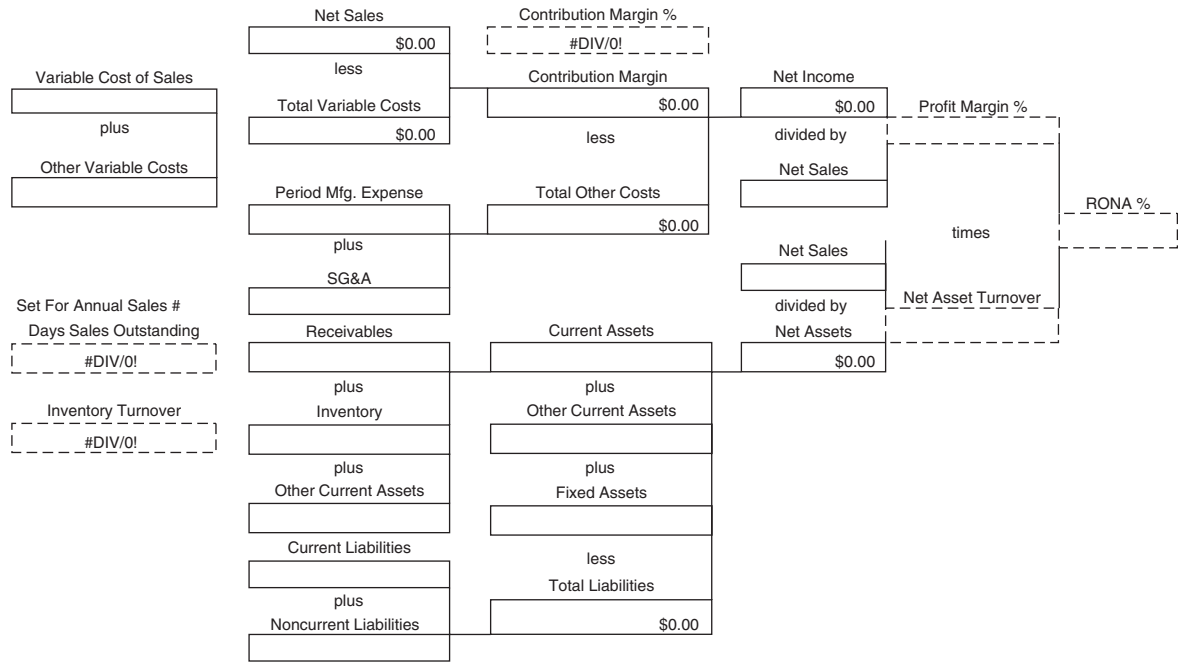 Net Sales
Contribution Margin %
$0.00
#DIV/0!
less
Variable Cost of Sales
Contribution Margin
Net Income
Total Variable Costs
$0.00
$0.00
Profit Margin %
plus
$0.00
less
divided by
Other Variable Costs
Net Sales
Period Mfg. Expense
Total Other Costs
RONA %
$0.00
times
plus
Net Sales
SG&A
Set For Annual Sales #
divided by
Net Asset Turnover
Days Sales Outstanding
Receivables
Current Assets
Net Assets
#DIV/0!
$0.00
plus
plus
Inventory Turnover
Inventory
Other Current Assets
#DIV/0!
plus
plus
Other Current Assets
Fixed Assets
Current Liabilities
less
Total Liabilities
plus
Noncurrent Liabilities
$0.00